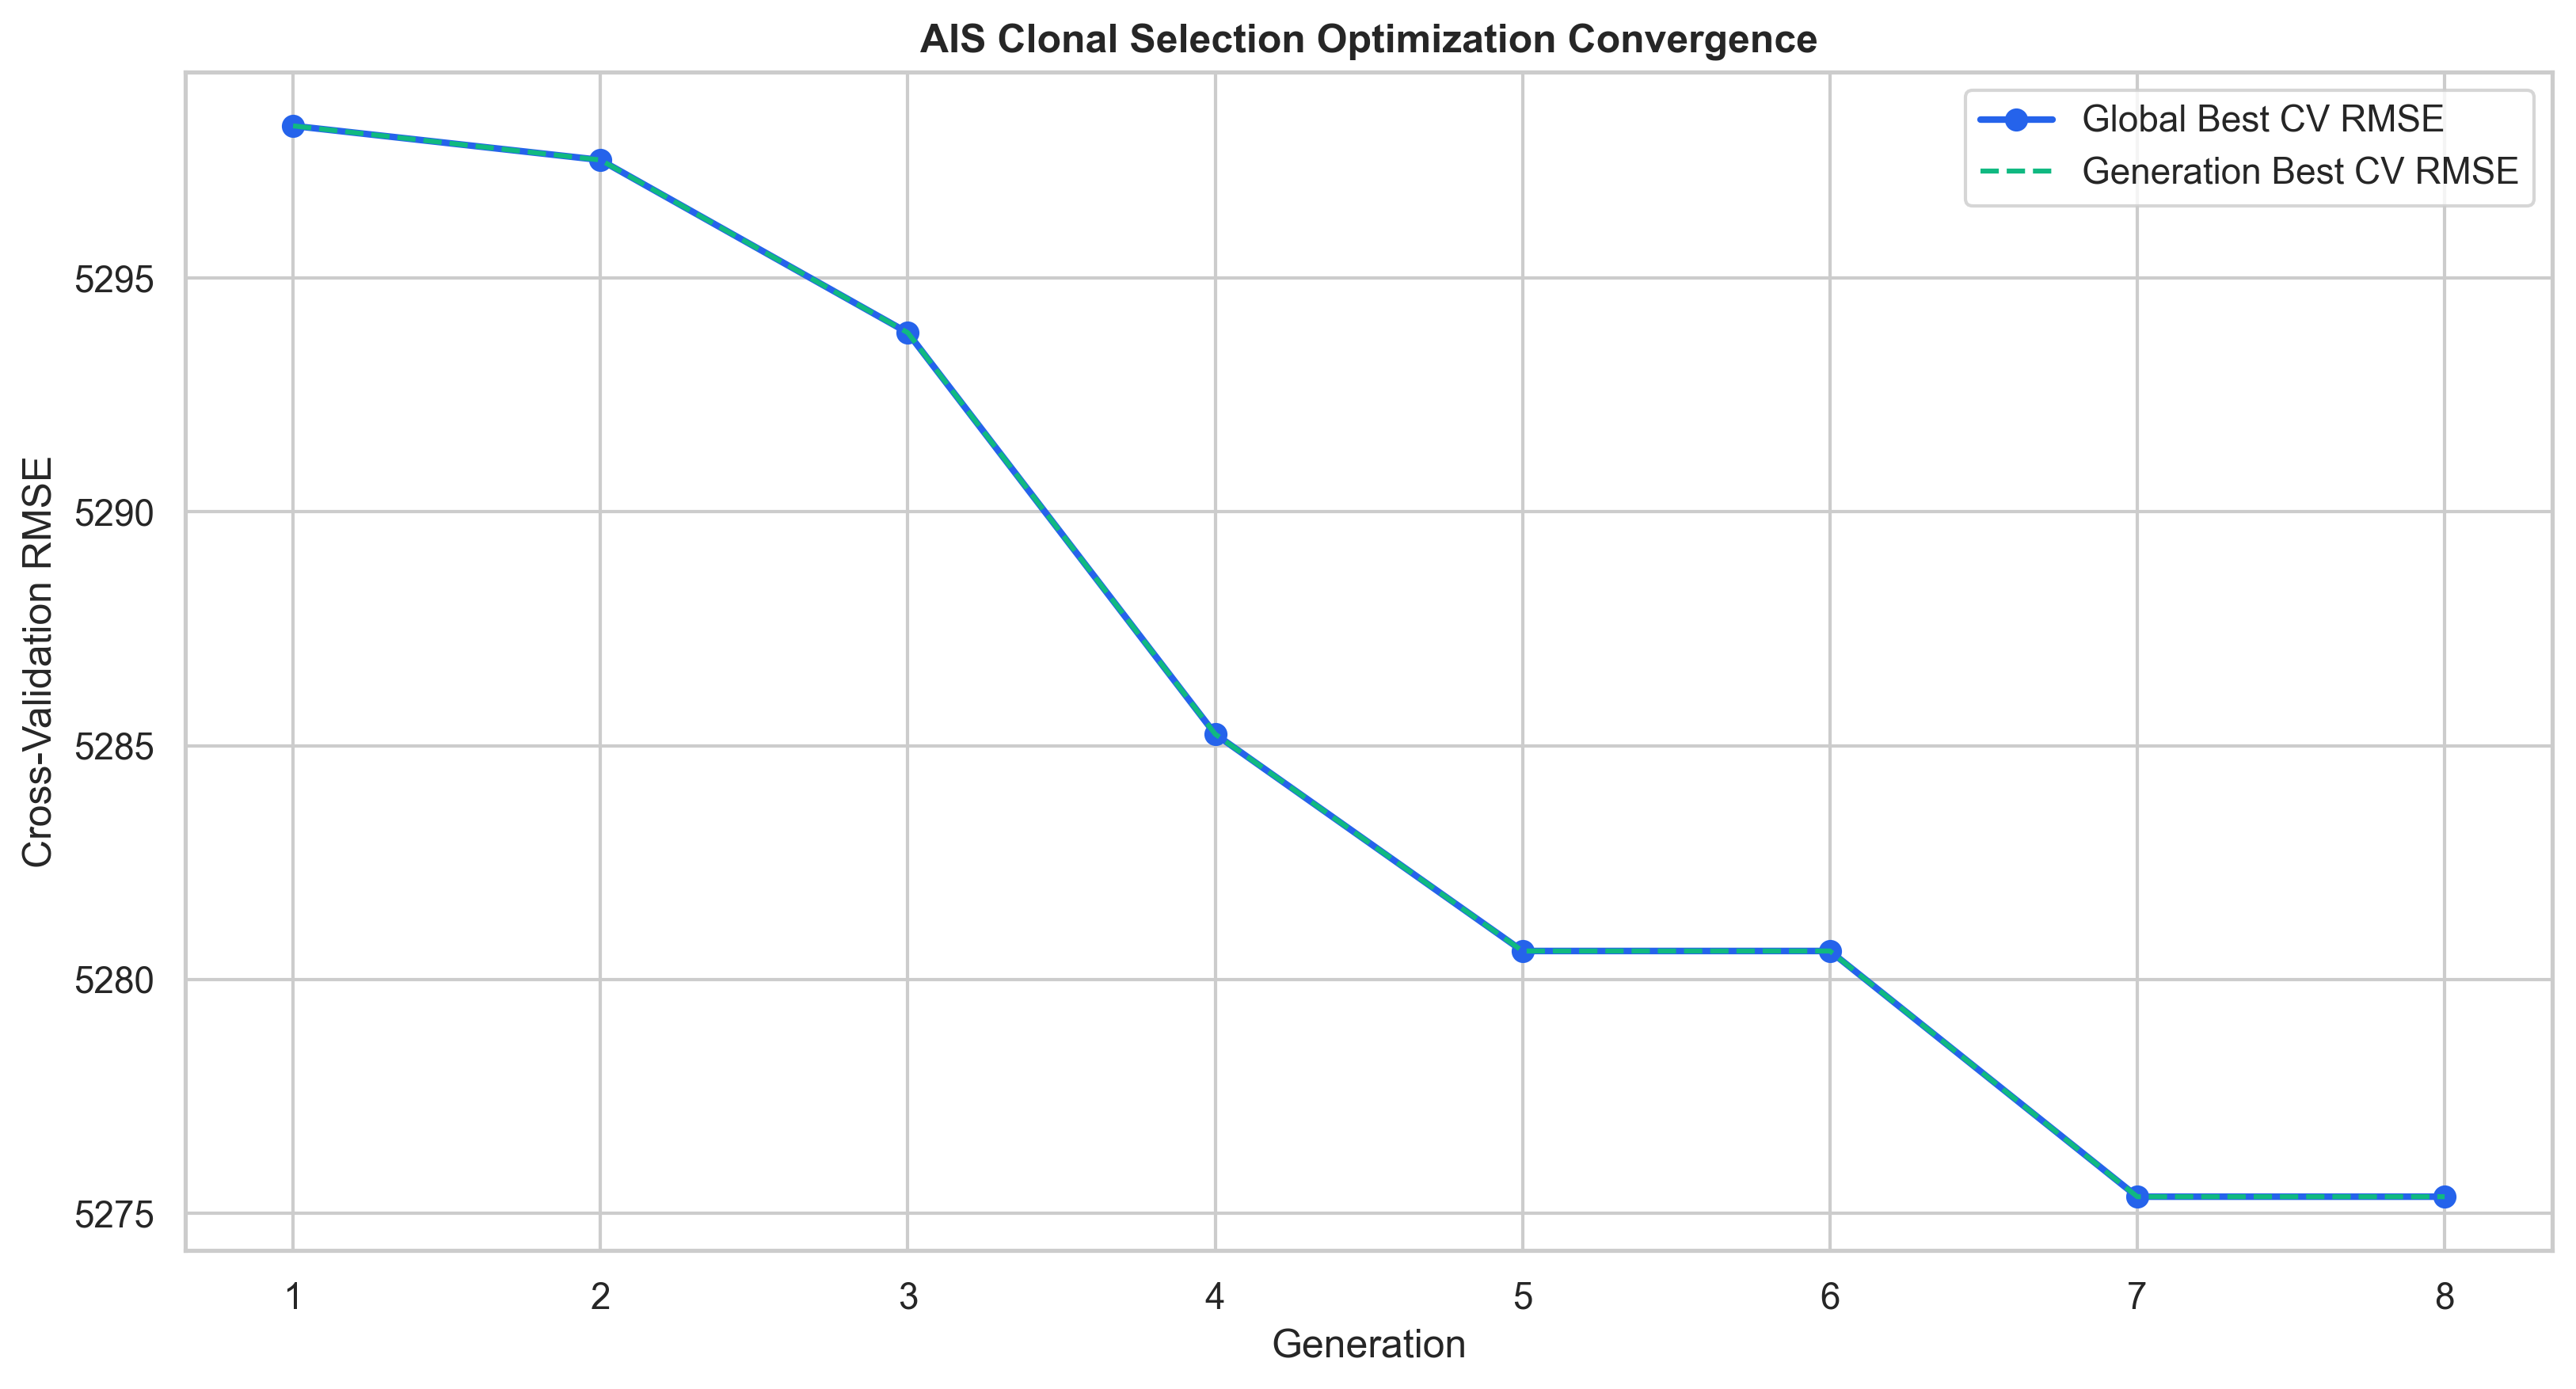 AIS Clonal Selection Optimization Convergence
Global Best CV RMSE
Generation Best CV RMSE
Cross-Validation RMSE
5295
5290
5285
5280
5275
1 2 3 4 5 6 7 8
Generation